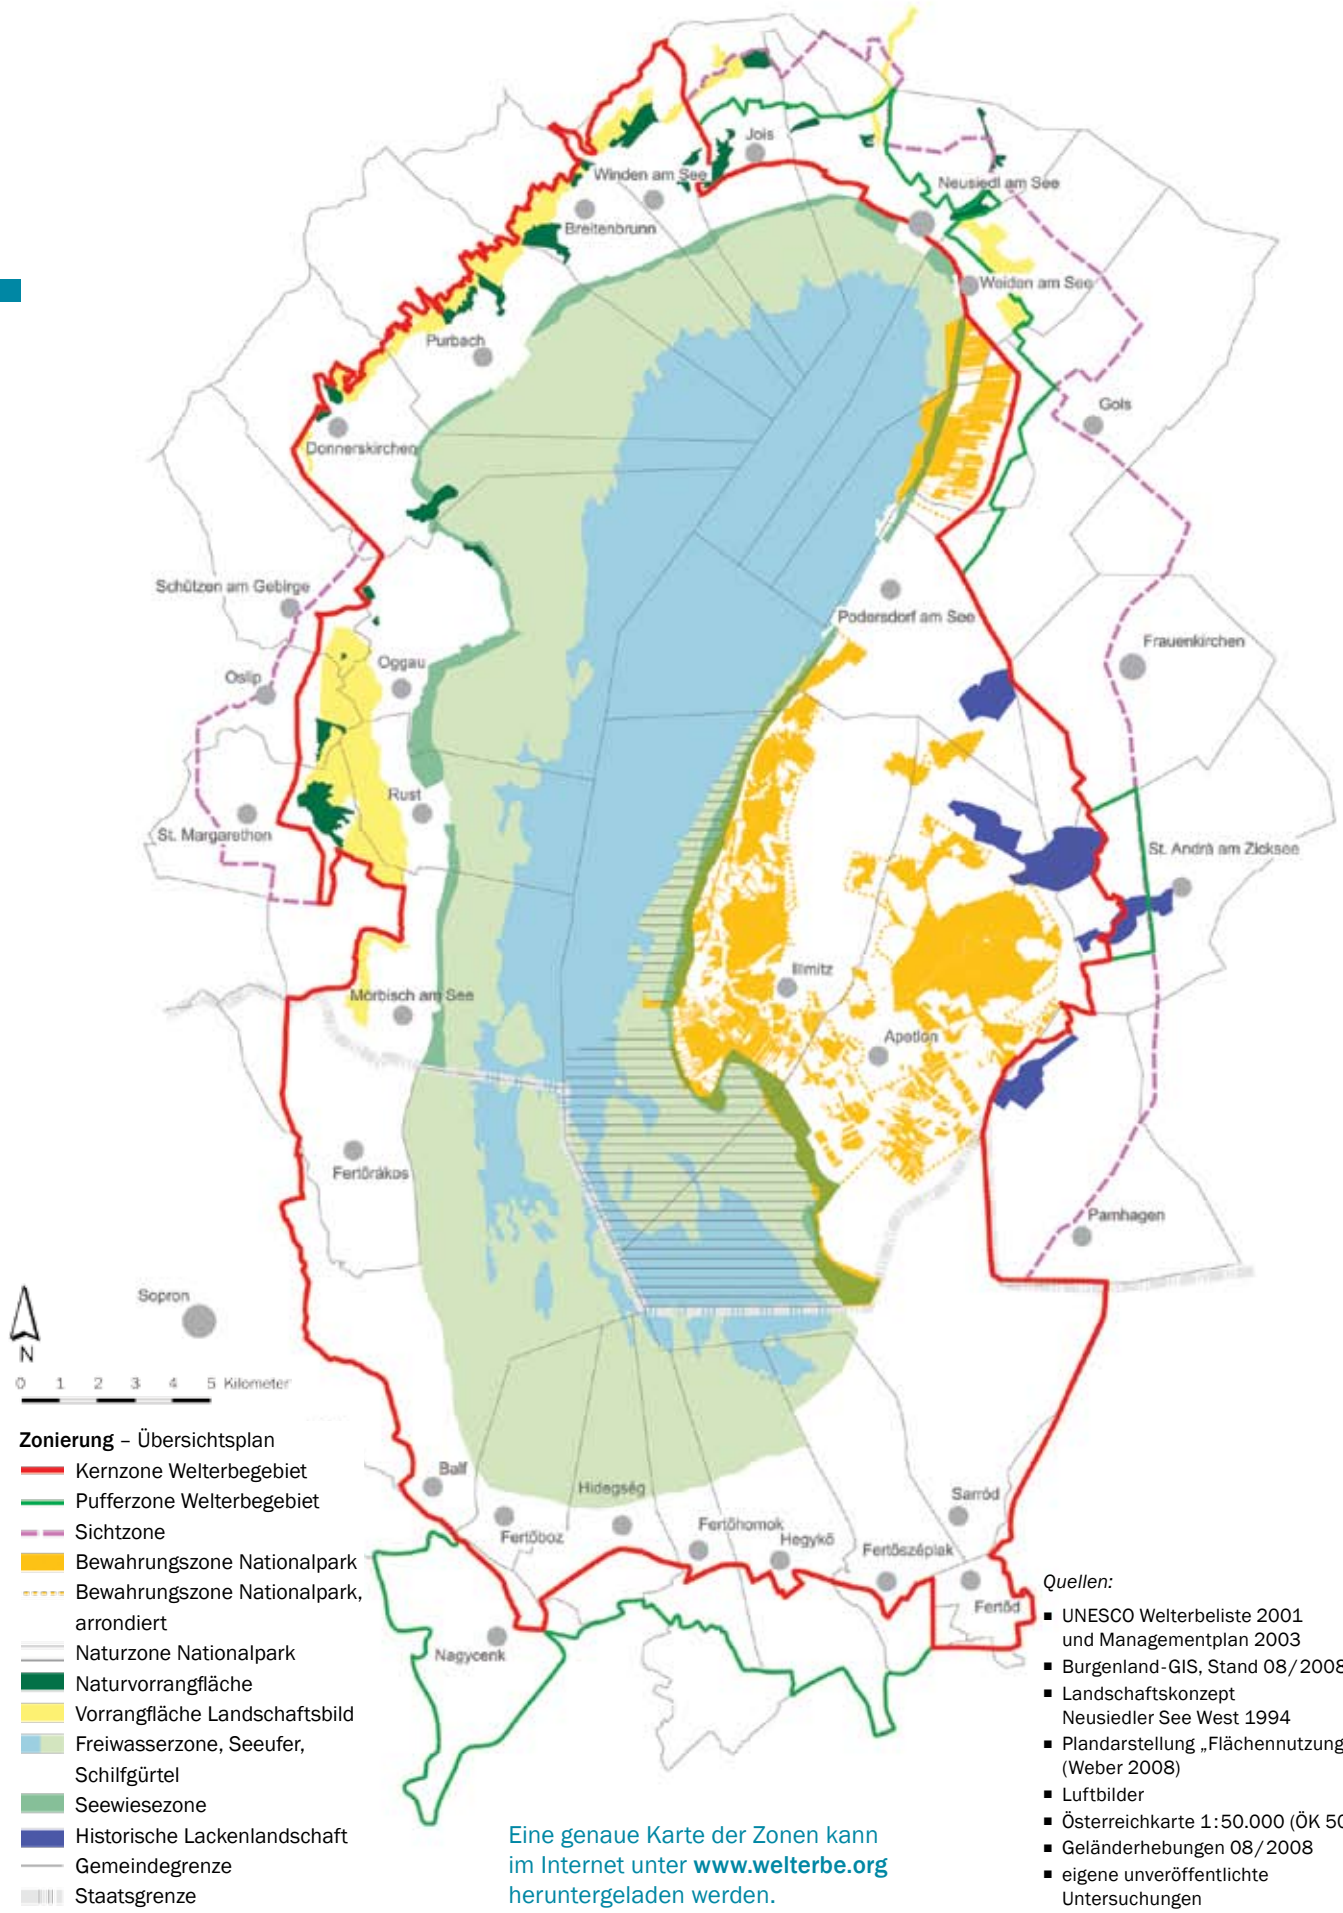 Jois
Winden am See
Neusiedl am See
Breitenbrunn
Weiden am See
Purbach
Gols
Donnerskirchen
Schützen am Gebirge
Podersdorf am See
Frauenkirchen
Oggau
Oslip
Rust
St. Margarethen
St. Andrä am Zicksee
Illmitz
Mörbisch am See
Apetlon
Fertőrákos
Pamhagen
Sopron
N
0 1 2 3 4 5 Kilometer
Zonierung – Übersichtsplan
Kernzone Welterbegebiet
Pufferzone Welterbegebiet
Sichtzone
Bewahrungszone Nationalpark
Bewahrungszone Nationalpark,
arrondiert
Naturzone Nationalpark
Naturvorrangfläche
Vorrangfläche Landschaftsbild
Freiwasserzone, Seeufer,
Schilfgürtel
Seewiesezone
Historische Lackenlandschaft
Gemeindegrenze
Staatsgrenze
Balf
Hidegség
Sarród
Fertőboz
Fertőhomok
Hegykő
Fertőszéplak
Fertőd
Nagycenk
Eine genaue Karte der Zonen kann
im Internet unter www.welterbe.org
heruntergeladen werden.
Quellen:
■ UNESCO Welterbeliste 2001
und Managementplan 2003
■ Burgenland-GIS, Stand 08/2008
■ Landschaftskonzept
Neusiedler See West 1994
■ Plandarstellung „Flächennutzung
(Weber 2008)
■ Luftbilder
■ Österreichkarte 1:50.000 (ÖK 50
■ Geländerhebungen 08/2008
■ eigene unveröffentlichte
Untersuchungen